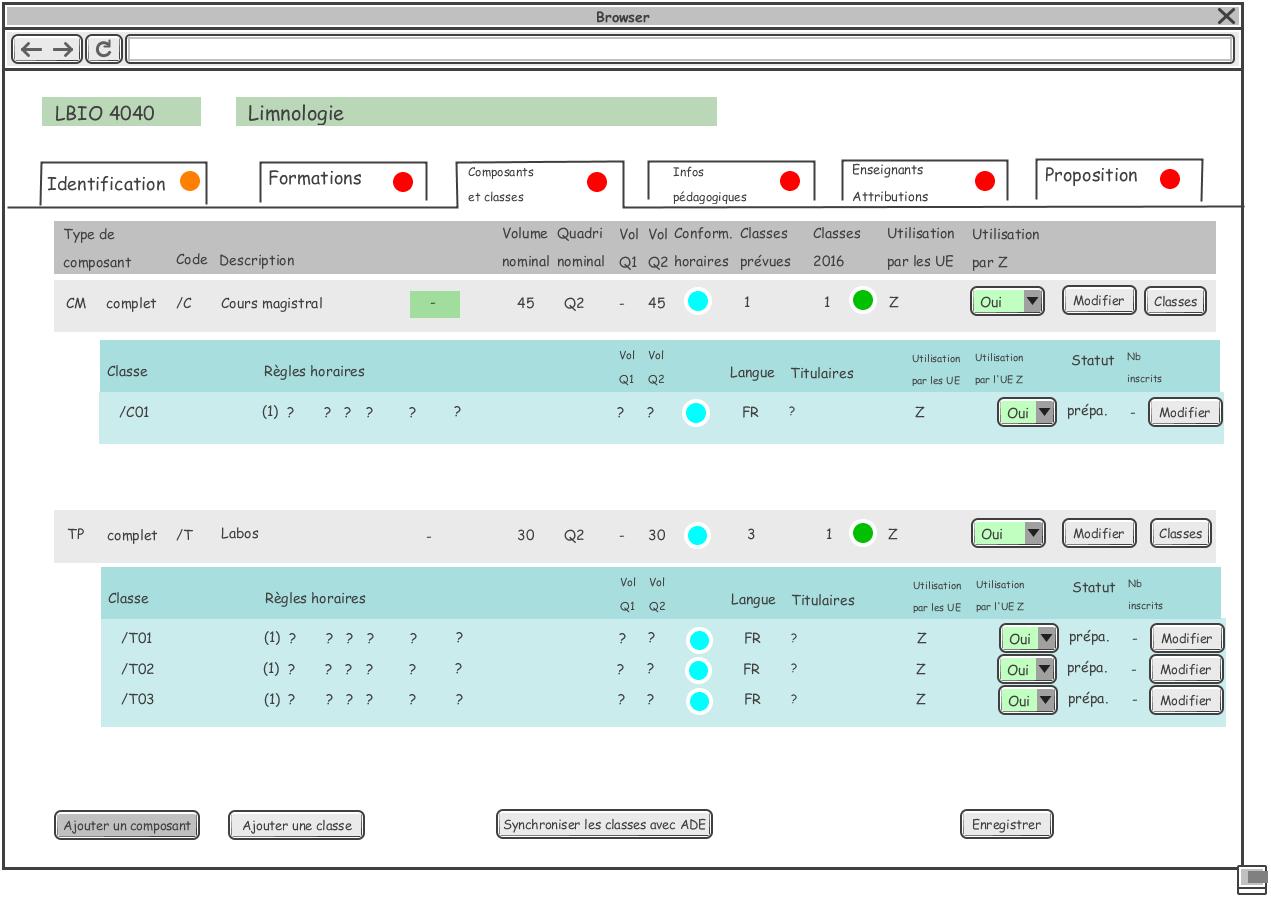 Browser
LBIO 4040 Limnologie
Identification Formations Composants et classes Infos pédagogiques Enseignants Attributions Proposition
Type de composant Code Description Volume nominal Quadri nominal Vol Q1 Vol Q2 Conform. horaires Classes prévues Classes 2016 Utilisation par les UE Utilisation par Z
CM complet /C Cours magistral - 45 Q2 - 45 1 1 Z Oui Modifier Classes
Classe Règles horaires Vol Q1 Vol Q2 Langue Titulaires Utilisation par les UE Utilisation par l'UE Z Statut Nb inscrits
/C01 (1) ? ? ? ? ? ? ? ? FR ? Z Oui prépa. - Modifier
TP complet /T Labos - 30 Q2 - 30 3 1 Z Oui Modifier Classes
Classe Règles horaires Vol Q1 Vol Q2 Langue Titulaires Utilisation par les UE Utilisation par l'UE Z Statut Nb inscrits
/T01 (1) ? ? ? ? ? ? ? ? FR ? Z Oui prépa. - Modifier
/T02 (1) ? ? ? ? ? ? ? ? FR ? Z Oui prépa. - Modifier
/T03 (1) ? ? ? ? ? ? ? ? FR ? Z Oui prépa. - Modifier
Ajouter un composant Ajouter une classe Synchroniser les classes avec ADE Enregistrer